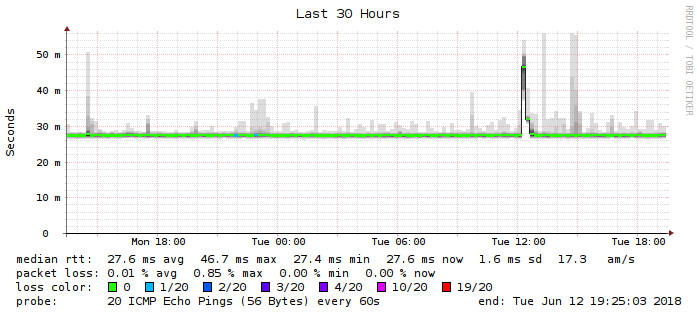 Last 30 Hours
RRDTOOL / TOBI OETIKER
Seconds
50 m
40 m
30 m
20 m
10 m
0
Mon 18:00 Tue 00:00 Tue 06:00 Tue 12:00 Tue 18:00
median rtt: 27.6 ms avg 46.7 ms max 27.4 ms min 27.6 ms now 1.6 ms sd 17.3 am/s
packet loss: 0.01 % avg 0.85 % max 0.00 % min 0.00 % now
loss color: 0 1/20 2/20 3/20 4/20 10/20 19/20
probe: 20 ICMP Echo Pings (56 Bytes) every 60s end: Tue Jun 12 19:25:03 2018